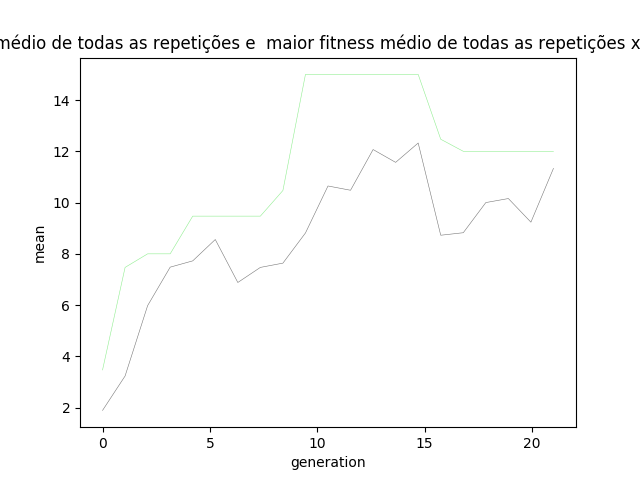 médio de todas as repetições e  maior fitness médio de todas as repetições x
14
12
10
8
6
4
2
mean
0 5 10 15 20
generation